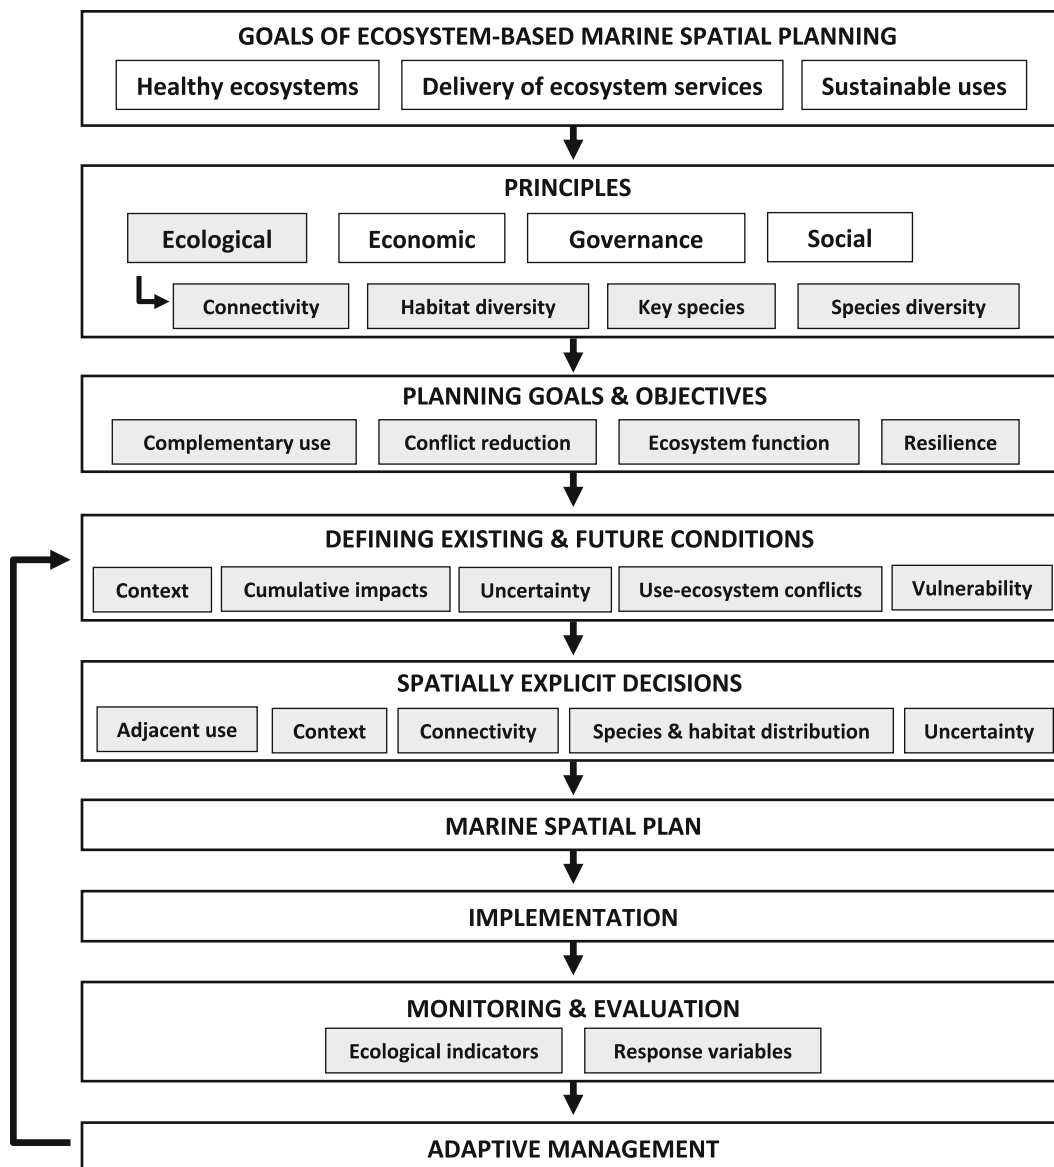 GOALS OF ECOSYSTEM-BASED MARINE SPATIAL PLANNING
Healthy ecosystems
Delivery of ecosystem services
Sustainable uses
PRINCIPLES
Ecological
Economic
Governance
Social
Connectivity
Habitat diversity
Key species
Species diversity
PLANNING GOALS & OBJECTIVES
Complementary use
Conflict reduction
Ecosystem function
Resilience
DEFINING EXISTING & FUTURE CONDITIONS
Context
Cumulative impacts
Uncertainty
Use-ecosystem conflicts
Vulnerability
SPATIALLY EXPLICIT DECISIONS
Adjacent use
Context
Connectivity
Species & habitat distribution
Uncertainty
MARINE SPATIAL PLAN
IMPLEMENTATION
MONITORING & EVALUATION
Ecological indicators
Response variables
ADAPTIVE MANAGEMENT